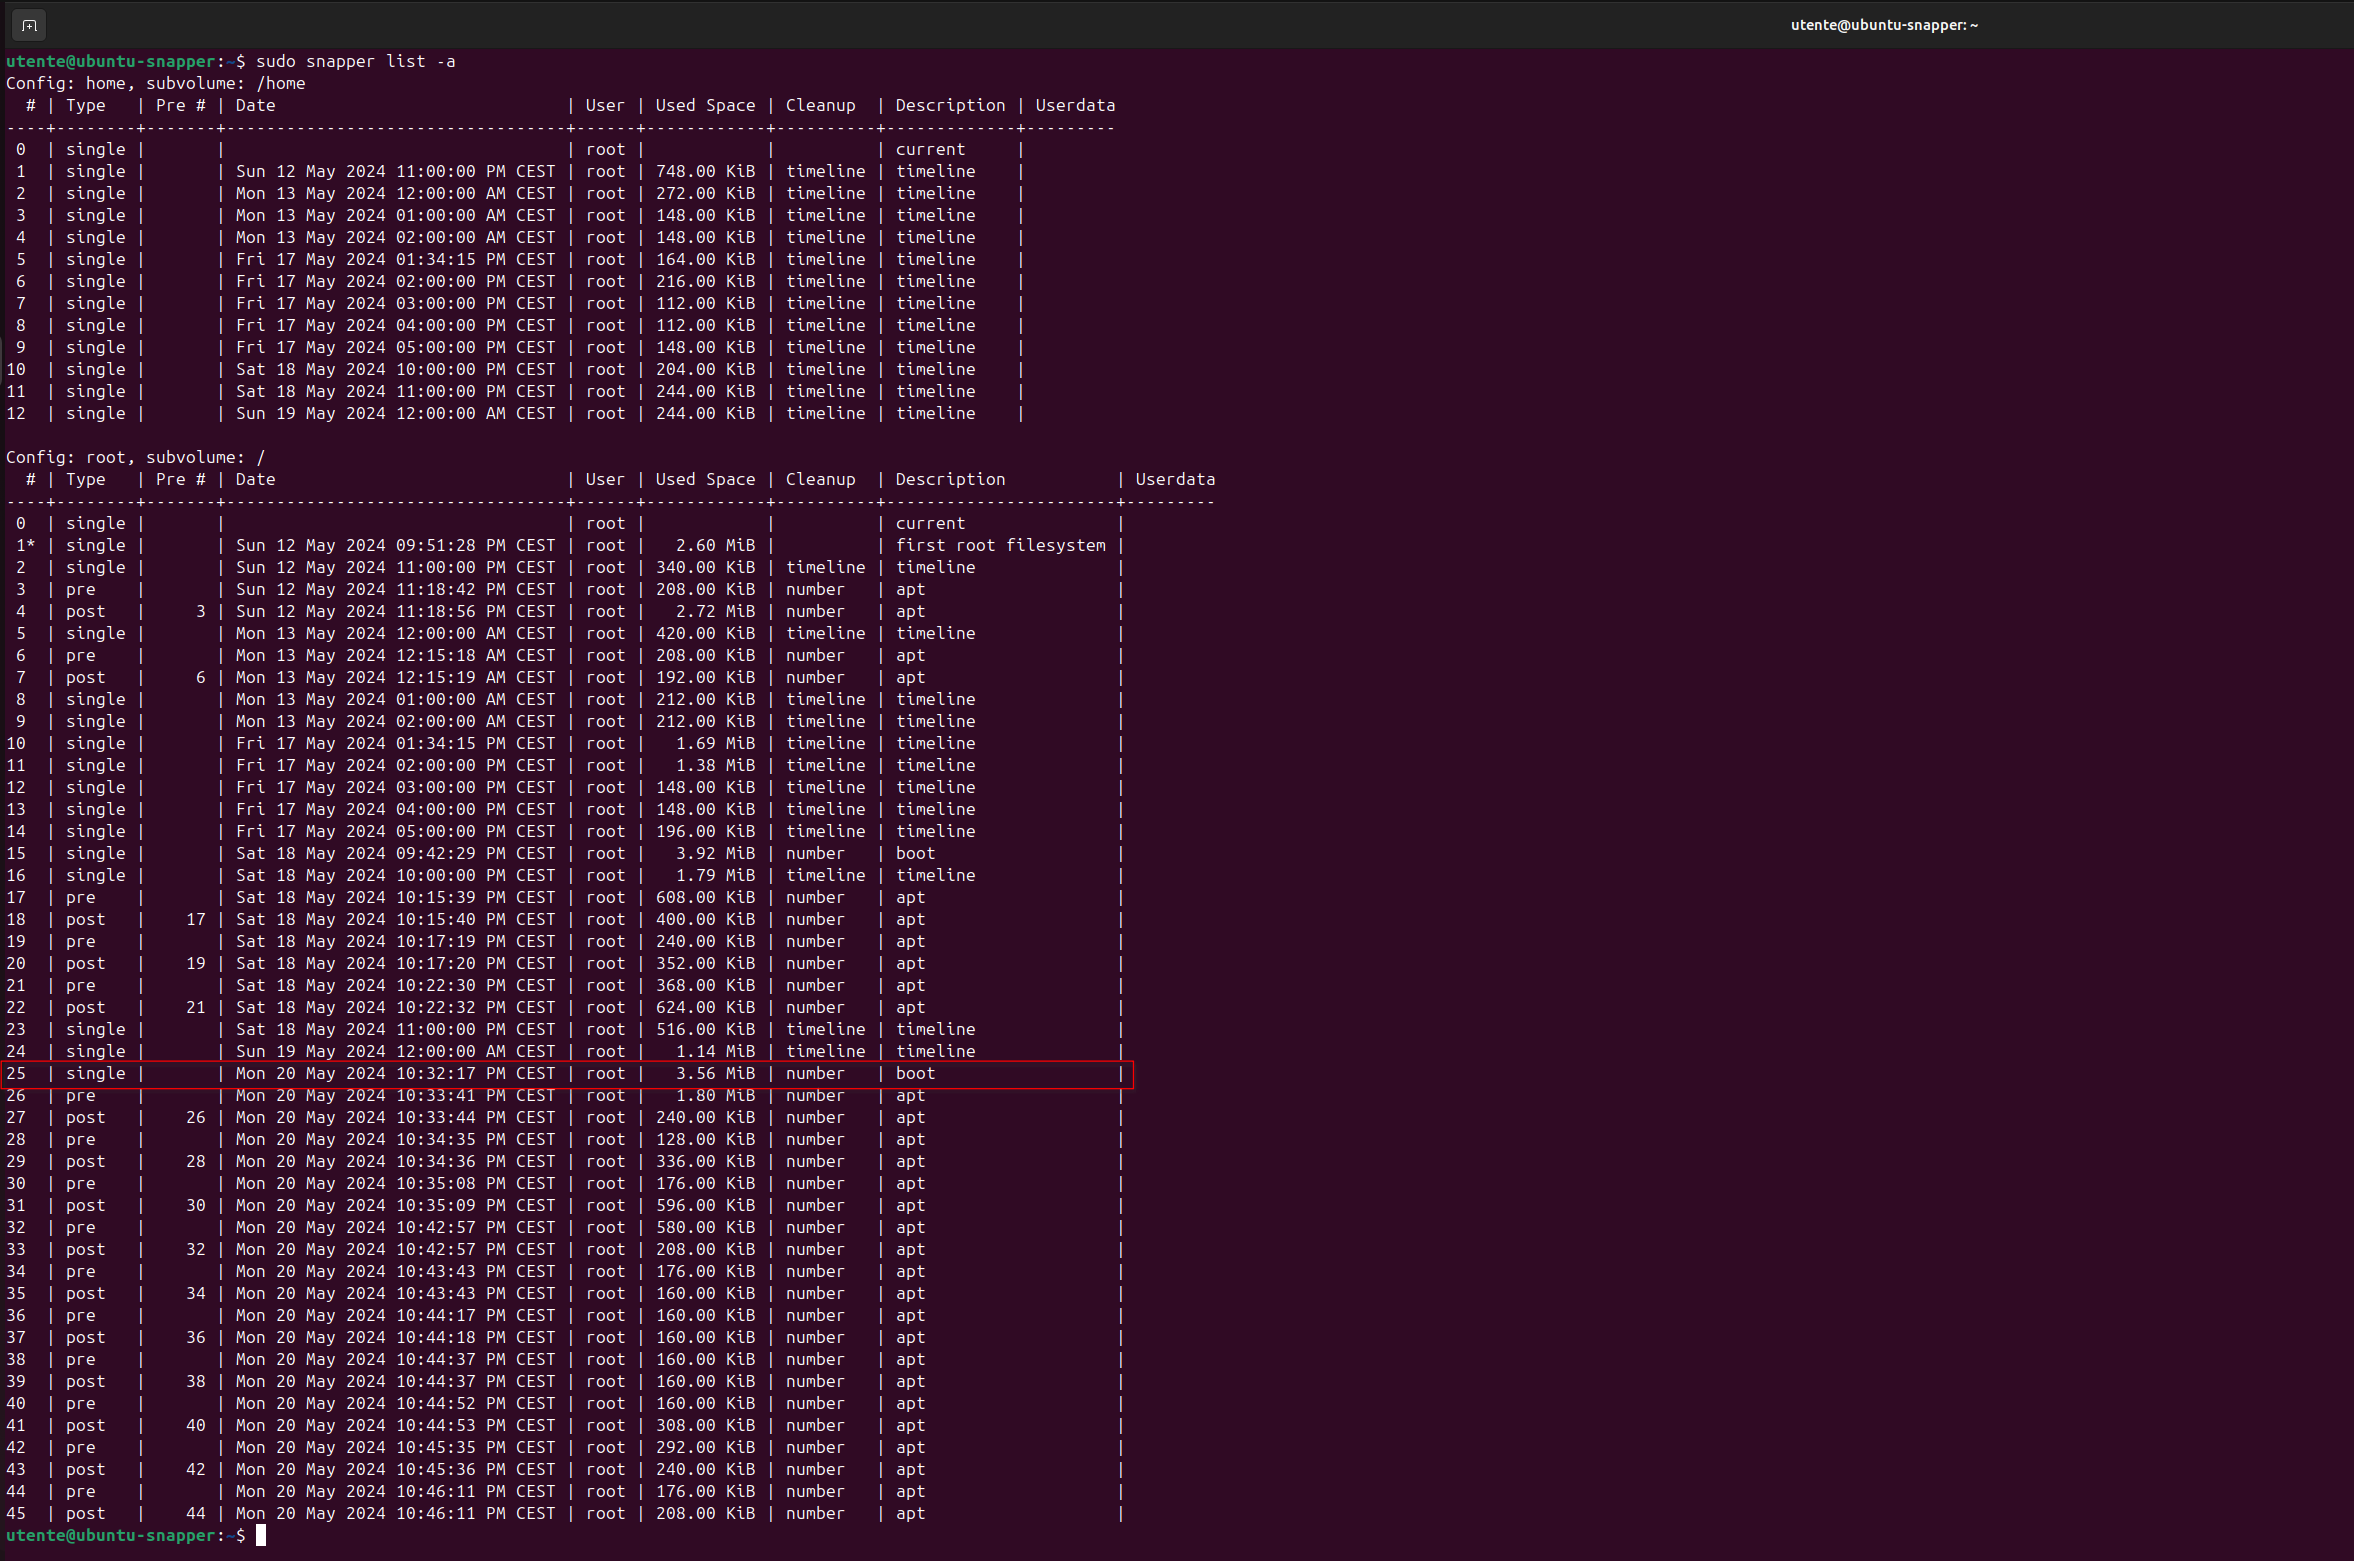 utente@ubuntu-snapper: ~
utente@ubuntu-snapper:~$ sudo snapper list -a
Config: home, subvolume: /home
  # | Type   | Pre # | Date                             | User | Used Space | Cleanup  | Description | Userdata
----+--------+-------+----------------------------------+------+------------+----------+-------------+---------
 0  | single |       |                                  | root |            |          | current     |
 1  | single |       | Sun 12 May 2024 11:00:00 PM CEST | root | 748.00 KiB | timeline | timeline    |
 2  | single |       | Mon 13 May 2024 12:00:00 AM CEST | root | 272.00 KiB | timeline | timeline    |
 3  | single |       | Mon 13 May 2024 01:00:00 AM CEST | root | 148.00 KiB | timeline | timeline    |
 4  | single |       | Mon 13 May 2024 02:00:00 AM CEST | root | 148.00 KiB | timeline | timeline    |
 5  | single |       | Fri 17 May 2024 01:34:15 PM CEST | root | 164.00 KiB | timeline | timeline    |
 6  | single |       | Fri 17 May 2024 02:00:00 PM CEST | root | 216.00 KiB | timeline | timeline    |
 7  | single |       | Fri 17 May 2024 03:00:00 PM CEST | root | 112.00 KiB | timeline | timeline    |
 8  | single |       | Fri 17 May 2024 04:00:00 PM CEST | root | 112.00 KiB | timeline | timeline    |
 9  | single |       | Fri 17 May 2024 05:00:00 PM CEST | root | 148.00 KiB | timeline | timeline    |
10  | single |       | Sat 18 May 2024 10:00:00 PM CEST | root | 204.00 KiB | timeline | timeline    |
11  | single |       | Sat 18 May 2024 11:00:00 PM CEST | root | 244.00 KiB | timeline | timeline    |
12  | single |       | Sun 19 May 2024 12:00:00 AM CEST | root | 244.00 KiB | timeline | timeline    |
Config: root, subvolume: /
  # | Type   | Pre # | Date                             | User | Used Space | Cleanup  | Description           | Userdata
----+--------+-------+----------------------------------+------+------------+----------+-----------------------+---------
 0  | single |       |                                  | root |            |          | current               |
 1* | single |       | Sun 12 May 2024 09:51:28 PM CEST | root |   2.60 MiB |          | first root filesystem |
 2  | single |       | Sun 12 May 2024 11:00:00 PM CEST | root | 340.00 KiB | timeline | timeline              |
 3  | pre    |       | Sun 12 May 2024 11:18:42 PM CEST | root | 208.00 KiB | number   | apt                   |
 4  | post   |     3 | Sun 12 May 2024 11:18:56 PM CEST | root |   2.72 MiB | number   | apt                   |
 5  | single |       | Mon 13 May 2024 12:00:00 AM CEST | root | 420.00 KiB | timeline | timeline              |
 6  | pre    |       | Mon 13 May 2024 12:15:18 AM CEST | root | 208.00 KiB | number   | apt                   |
 7  | post   |     6 | Mon 13 May 2024 12:15:19 AM CEST | root | 192.00 KiB | number   | apt                   |
 8  | single |       | Mon 13 May 2024 01:00:00 AM CEST | root | 212.00 KiB | timeline | timeline              |
 9  | single |       | Mon 13 May 2024 02:00:00 AM CEST | root | 212.00 KiB | timeline | timeline              |
10  | single |       | Fri 17 May 2024 01:34:15 PM CEST | root |   1.69 MiB | timeline | timeline              |
11  | single |       | Fri 17 May 2024 02:00:00 PM CEST | root |   1.38 MiB | timeline | timeline              |
12  | single |       | Fri 17 May 2024 03:00:00 PM CEST | root | 148.00 KiB | timeline | timeline              |
13  | single |       | Fri 17 May 2024 04:00:00 PM CEST | root | 148.00 KiB | timeline | timeline              |
14  | single |       | Fri 17 May 2024 05:00:00 PM CEST | root | 196.00 KiB | timeline | timeline              |
15  | single |       | Sat 18 May 2024 09:42:29 PM CEST | root |   3.92 MiB | number   | boot                  |
16  | single |       | Sat 18 May 2024 10:00:00 PM CEST | root |   1.79 MiB | timeline | timeline              |
17  | pre    |       | Sat 18 May 2024 10:15:39 PM CEST | root | 608.00 KiB | number   | apt                   |
18  | post   |    17 | Sat 18 May 2024 10:15:40 PM CEST | root | 400.00 KiB | number   | apt                   |
19  | pre    |       | Sat 18 May 2024 10:17:19 PM CEST | root | 240.00 KiB | number   | apt                   |
20  | post   |    19 | Sat 18 May 2024 10:17:20 PM CEST | root | 352.00 KiB | number   | apt                   |
21  | pre    |       | Sat 18 May 2024 10:22:30 PM CEST | root | 368.00 KiB | number   | apt                   |
22  | post   |    21 | Sat 18 May 2024 10:22:32 PM CEST | root | 624.00 KiB | number   | apt                   |
23  | single |       | Sat 18 May 2024 11:00:00 PM CEST | root | 516.00 KiB | timeline | timeline              |
24  | single |       | Sun 19 May 2024 12:00:00 AM CEST | root |   1.14 MiB | timeline | timeline              |
25  | single |       | Mon 20 May 2024 10:32:17 PM CEST | root |   3.56 MiB | number   | boot                  |
26  | pre    |       | Mon 20 May 2024 10:33:41 PM CEST | root |   1.80 MiB | number   | apt                   |
27  | post   |    26 | Mon 20 May 2024 10:33:44 PM CEST | root | 240.00 KiB | number   | apt                   |
28  | pre    |       | Mon 20 May 2024 10:34:35 PM CEST | root | 128.00 KiB | number   | apt                   |
29  | post   |    28 | Mon 20 May 2024 10:34:36 PM CEST | root | 336.00 KiB | number   | apt                   |
30  | pre    |       | Mon 20 May 2024 10:35:08 PM CEST | root | 176.00 KiB | number   | apt                   |
31  | post   |    30 | Mon 20 May 2024 10:35:09 PM CEST | root | 596.00 KiB | number   | apt                   |
32  | pre    |       | Mon 20 May 2024 10:42:57 PM CEST | root | 580.00 KiB | number   | apt                   |
33  | post   |    32 | Mon 20 May 2024 10:42:57 PM CEST | root | 208.00 KiB | number   | apt                   |
34  | pre    |       | Mon 20 May 2024 10:43:43 PM CEST | root | 176.00 KiB | number   | apt                   |
35  | post   |    34 | Mon 20 May 2024 10:43:43 PM CEST | root | 160.00 KiB | number   | apt                   |
36  | pre    |       | Mon 20 May 2024 10:44:17 PM CEST | root | 160.00 KiB | number   | apt                   |
37  | post   |    36 | Mon 20 May 2024 10:44:18 PM CEST | root | 160.00 KiB | number   | apt                   |
38  | pre    |       | Mon 20 May 2024 10:44:37 PM CEST | root | 160.00 KiB | number   | apt                   |
39  | post   |    38 | Mon 20 May 2024 10:44:37 PM CEST | root | 160.00 KiB | number   | apt                   |
40  | pre    |       | Mon 20 May 2024 10:44:52 PM CEST | root | 160.00 KiB | number   | apt                   |
41  | post   |    40 | Mon 20 May 2024 10:44:53 PM CEST | root | 308.00 KiB | number   | apt                   |
42  | pre    |       | Mon 20 May 2024 10:45:35 PM CEST | root | 292.00 KiB | number   | apt                   |
43  | post   |    42 | Mon 20 May 2024 10:45:36 PM CEST | root | 240.00 KiB | number   | apt                   |
44  | pre    |       | Mon 20 May 2024 10:46:11 PM CEST | root | 176.00 KiB | number   | apt                   |
45  | post   |    44 | Mon 20 May 2024 10:46:11 PM CEST | root | 208.00 KiB | number   | apt                   |
utente@ubuntu-snapper:~$